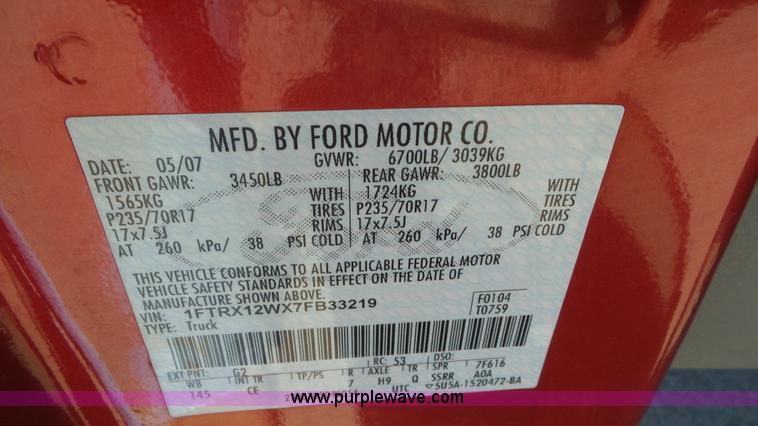 MFD. BY FORD MOTOR CO.
DATE: 05/07 GVWR: 6700LB/ 3039KG
FRONT GAWR: 3450LB REAR GAWR: 3800LB
1565KG WITH 1724KG WITH
P235/70R17 TIRES P235/70R17 TIRES
17x7.5J RIMS 17x7.5J RIMS
AT 260 kPa/ 38 PSI COLD AT 260 kPa/ 38 PSI COLD
THIS VEHICLE CONFORMS TO ALL APPLICABLE FEDERAL MOTOR
VEHICLE SAFETY STANDARDS IN EFFECT ON THE DATE OF
MANUFACTURE SHOWN ABOVE.
VIN: 1FTRX12WX7FB33219 F0104
TYPE: Truck T0759
EXT PNT: G2 RC: 53 DSO:
WB INT TR TP/PS R AXLE TR SPR 7F616
145 CE 7 H9 Q SSRR A0A
UTC 5U5A-1520472-BA
www.purplewave.com